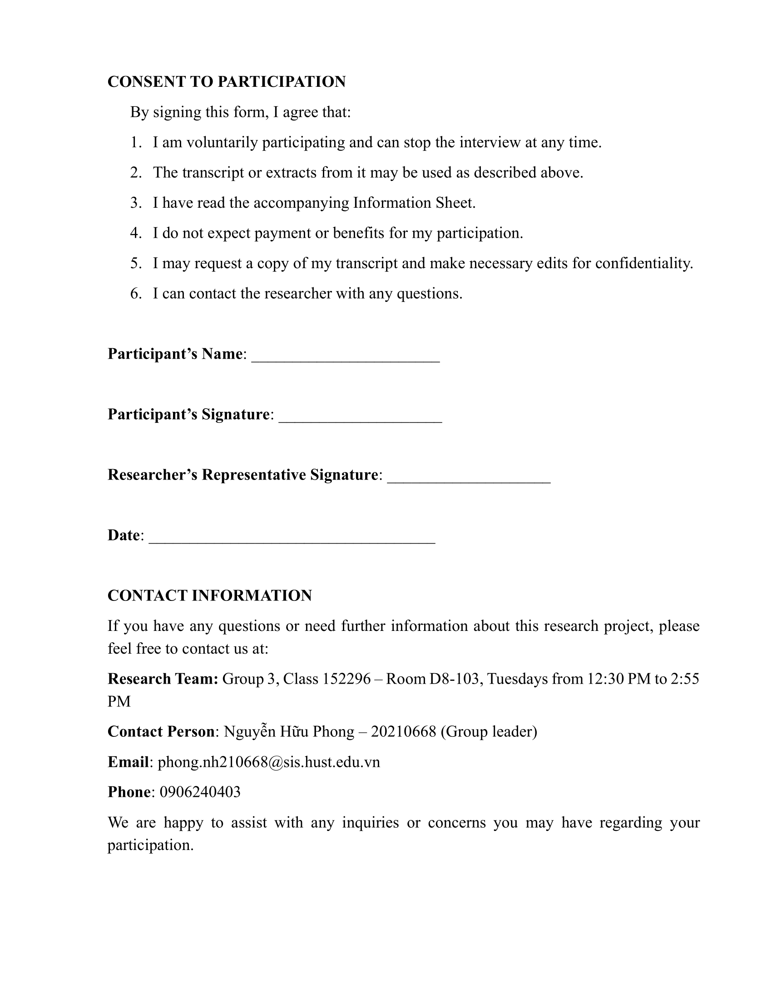 CONSENT TO PARTICIPATION
By signing this form, I agree that:
1. I am voluntarily participating and can stop the interview at any time.
2. The transcript or extracts from it may be used as described above.
3. I have read the accompanying Information Sheet.
4. I do not expect payment or benefits for my participation.
5. I may request a copy of my transcript and make necessary edits for confidentiality.
6. I can contact the researcher with any questions.
Participant’s Name: _______________________
Participant’s Signature: ____________________
Researcher’s Representative Signature: ____________________
Date: ___________________________________
CONTACT INFORMATION
If you have any questions or need further information about this research project, please
feel free to contact us at:
Research Team: Group 3, Class 152296 – Room D8-103, Tuesdays from 12:30 PM to 2:55
PM
Contact Person: Nguyễn Hữu Phong – 20210668 (Group leader)
Email: phong.nh210668@sis.hust.edu.vn
Phone: 0906240403
We are happy to assist with any inquiries or concerns you may have regarding your
participation.